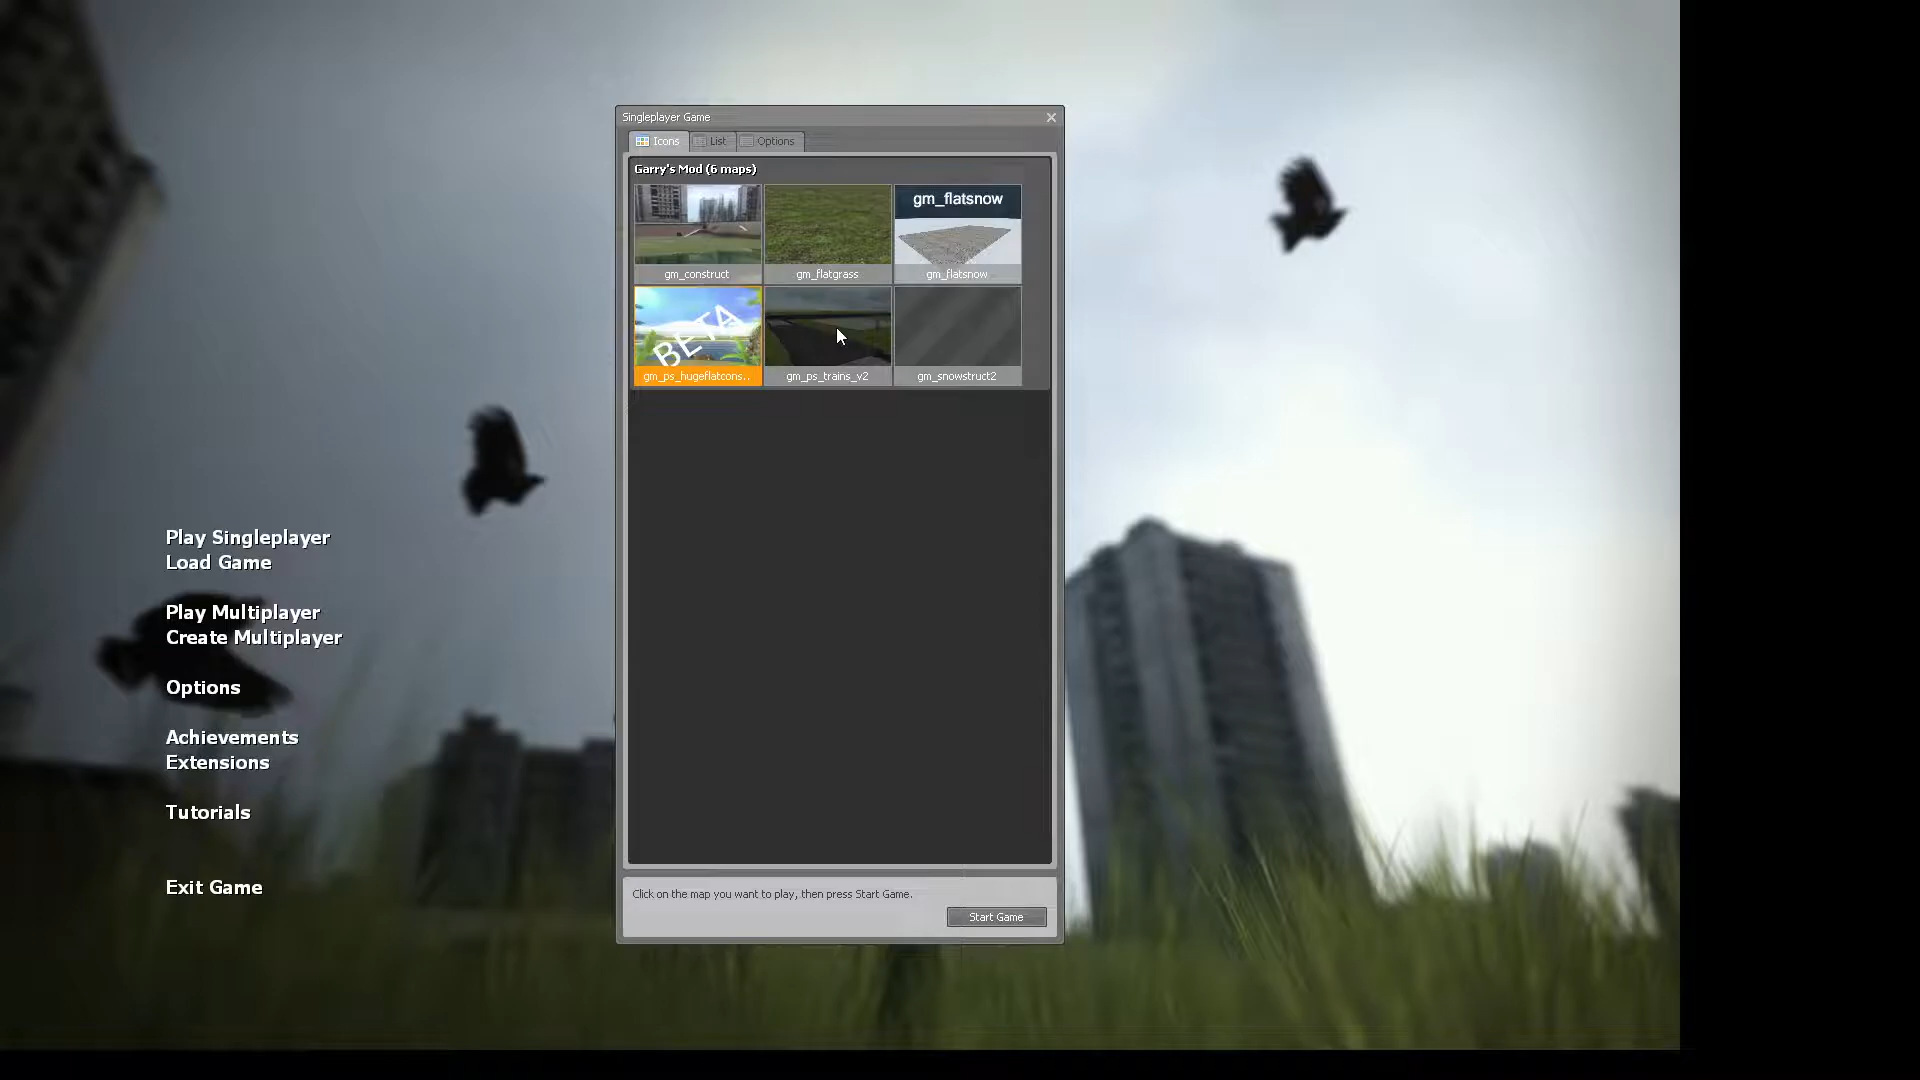 Singleplayer Game
Icons List Options
Garry's Mod (6 maps)
gm_flatsnow
gm_construct gm_flatgrass gm_flatsnow
BETA
gm_ps_hugeflatcons.. gm_ps_trains_v2 gm_snowstruct2
Play Singleplayer
Load Game
Play Multiplayer
Create Multiplayer
Options
Achievements
Extensions
Tutorials
Exit Game
Click on the map you want to play, then press Start Game.
Start Game